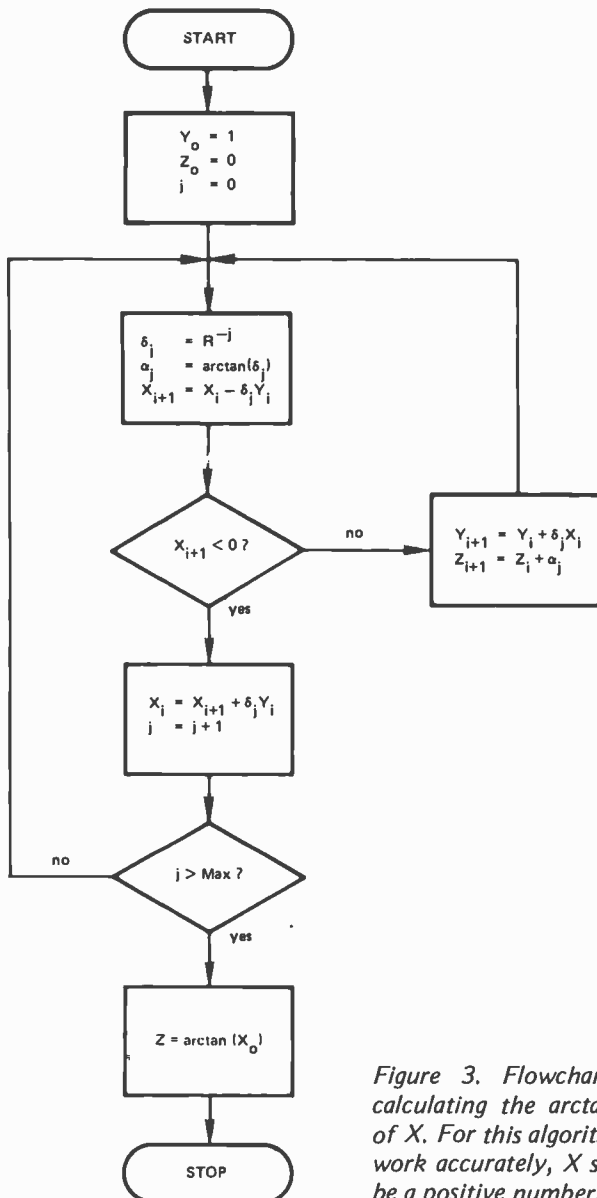 START
Y₀ = 1
Z₀ = 0
j = 0
δⱼ = R⁻ʲ
αⱼ = arctan(δⱼ)
Xᵢ₊₁ = Xᵢ – δⱼYᵢ
Xᵢ₊₁ < 0 ?
no
Yᵢ₊₁ = Yᵢ + δⱼXᵢ
Zᵢ₊₁ = Zᵢ + αⱼ
yes
Xᵢ = Xᵢ₊₁ + δⱼYᵢ
j = j + 1
no
j > Max ?
yes
Z = arctan (X₀)
STOP
Figure 3. Flowchar
calculating the arcta
of X. For this algorit
work accurately, X s
be a positive number